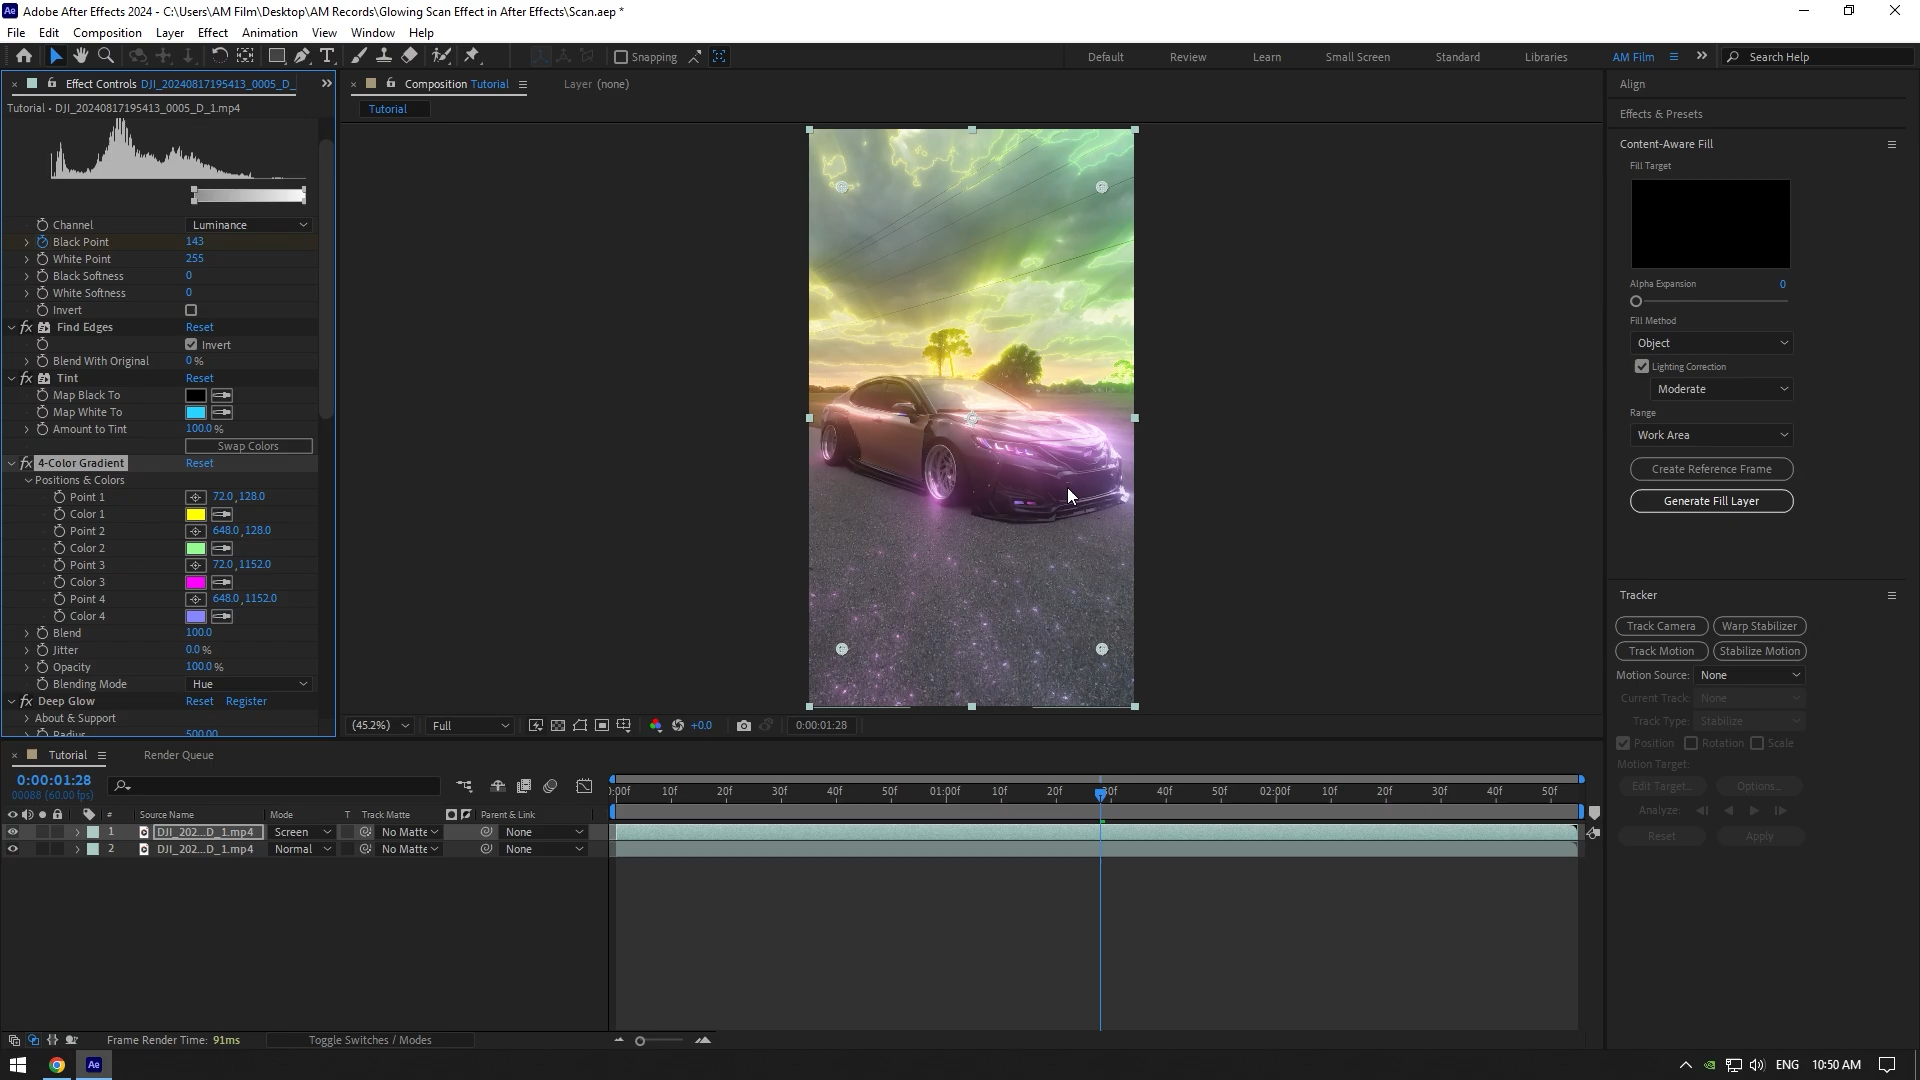 Adobe After Effects 2024 - C:\Users\AM Film\Desktop\AM Records\Glowing Scan Effect in After Effects\Scan.aep *
File Edit Composition Layer Effect Animation View Window Help
Snapping
Default Review Learn Small Screen Standard Libraries AM Film Search Help
Effect Controls DJI_20240817195413_0005_D_
Tutorial • DJI_20240817195413_0005_D_1.mp4
Channel Luminance
Black Point 143
White Point 255
Black Softness 0
White Softness 0
Invert
fx Find Edges Reset
Invert
Blend With Original 0 %
fx Tint Reset
Map Black To
Map White To
Amount to Tint 100.0 %
Swap Colors
fx 4-Color Gradient Reset
Positions & Colors
Point 1 72.0, 128.0
Color 1
Point 2 648.0, 128.0
Color 2
Point 3 72.0, 1152.0
Color 3
Point 4 648.0, 1152.0
Color 4
Blend 100.0
Jitter 0.0 %
Opacity 100.0 %
Blending Mode Hue
fx Deep Glow Reset Register
About & Support
Radius 500.00
Composition Tutorial Layer (none)
Tutorial
(45.2%) Full +0.0 0:00:01:28
Align
Effects & Presets
Content-Aware Fill
Fill Target
Alpha Expansion 0
Fill Method
Object
Lighting Correction
Moderate
Range
Work Area
Create Reference Frame
Generate Fill Layer
Tracker
Track Camera Warp Stabilizer
Track Motion Stabilize Motion
Motion Source: None
Current Track: None
Track Type: Stabilize
Position Rotation Scale
Motion Target:
Edit Target... Options...
Analyze:
Reset Apply
Tutorial Render Queue
0:00:01:28
00088 (60.00 fps)
# Source Name Mode T Track Matte Parent & Link
1 DJI_202...D_1.mp4 Screen No Matte None
2 DJI_202...D_1.mp4 Normal No Matte None
):00f 10f 20f 30f 40f 50f 01:00f 10f 20f 30f 40f 50f 02:00f 10f 20f 30f 40f 50f
Frame Render Time: 91ms Toggle Switches / Modes
Ae ENG 10:50 AM